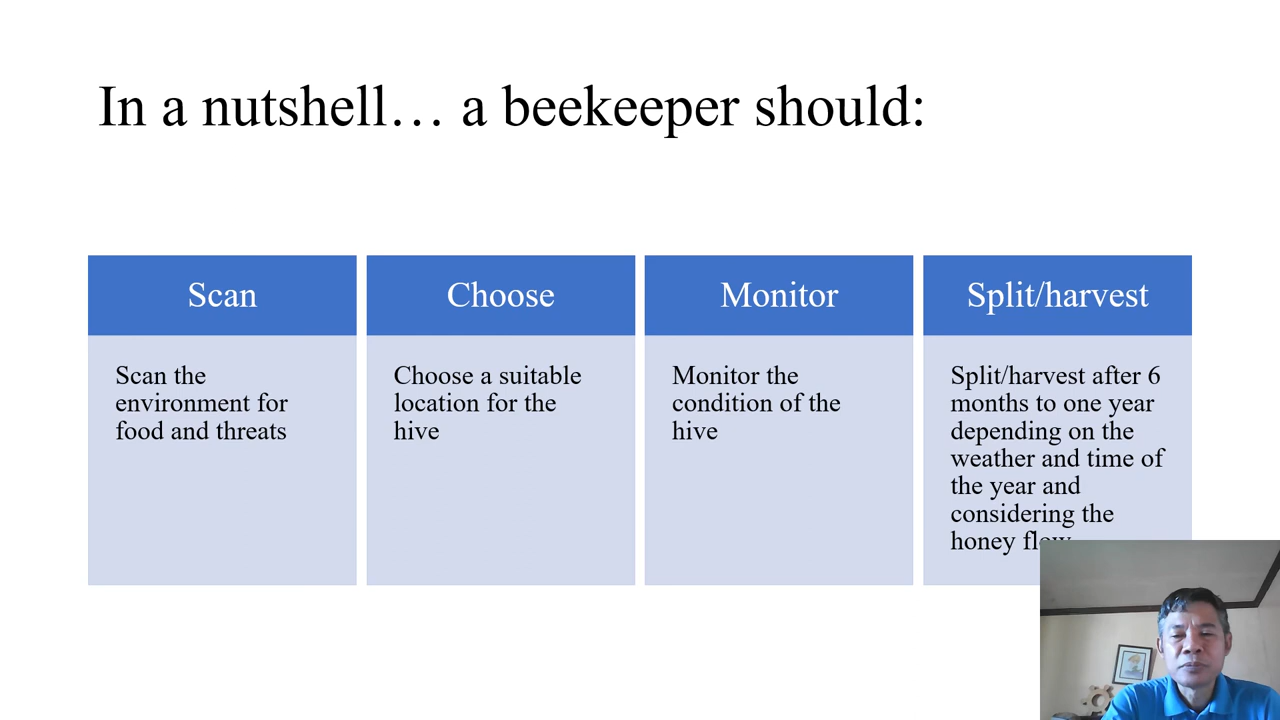 In a nutshell… a beekeeper should:
Scan
Scan the
environment for
food and threats
Choose
Choose a suitable
location for the
hive
Monitor
Monitor the
condition of the
hive
Split/harvest
Split/harvest after 6
months to one year
depending on the
weather and time of
the year and
considering the
honey flow